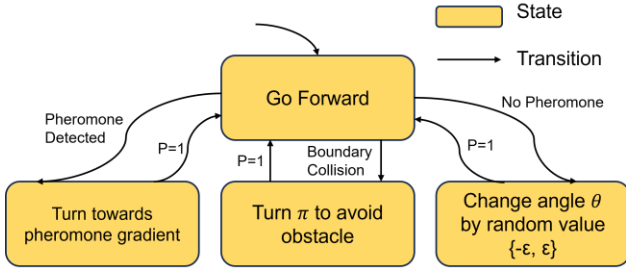 State
Transition
Go Forward
Pheromone
Detected
No Pheromone
P=1
P=1
Boundary
Collision
P=1
Turn towards
pheromone gradient
Turn π to avoid
obstacle
Change angle θ
by random value
{-ε, ε}